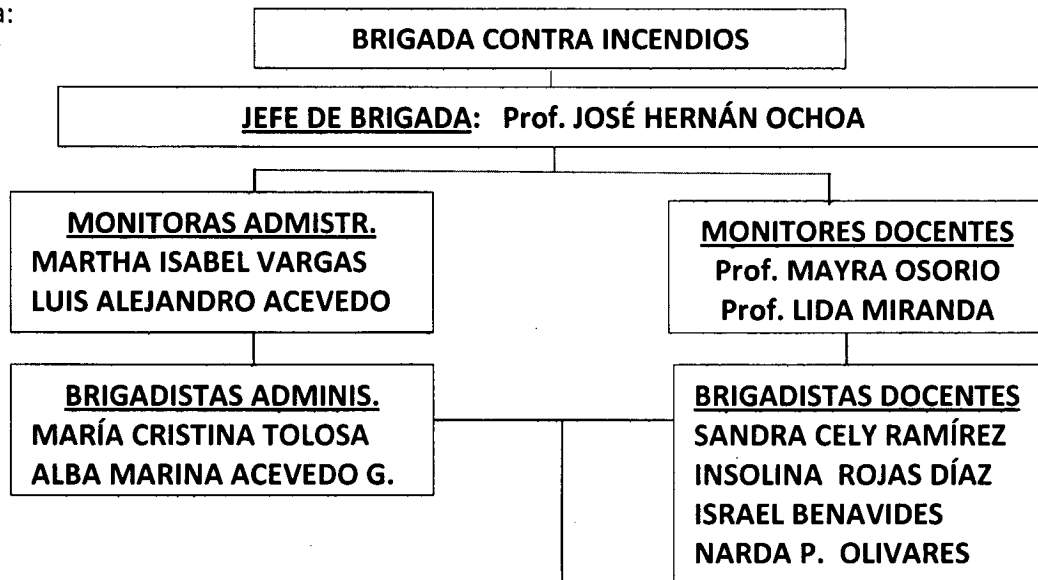 a:
BRIGADA CONTRA INCENDIOS
JEFE DE BRIGADA: Prof. JOSÉ HERNÁN OCHOA
MONITORAS ADMISTR.
MARTHA ISABEL VARGAS
LUIS ALEJANDRO ACEVEDO
MONITORES DOCENTES
Prof. MAYRA OSORIO
Prof. LIDA MIRANDA
BRIGADISTAS ADMINIS.
MARÍA CRISTINA TOLOSA
ALBA MARINA ACEVEDO G.
BRIGADISTAS DOCENTES
SANDRA CELY RAMÍREZ
INSOLINA ROJAS DÍAZ
ISRAEL BENAVIDES
NARDA P. OLIVARES